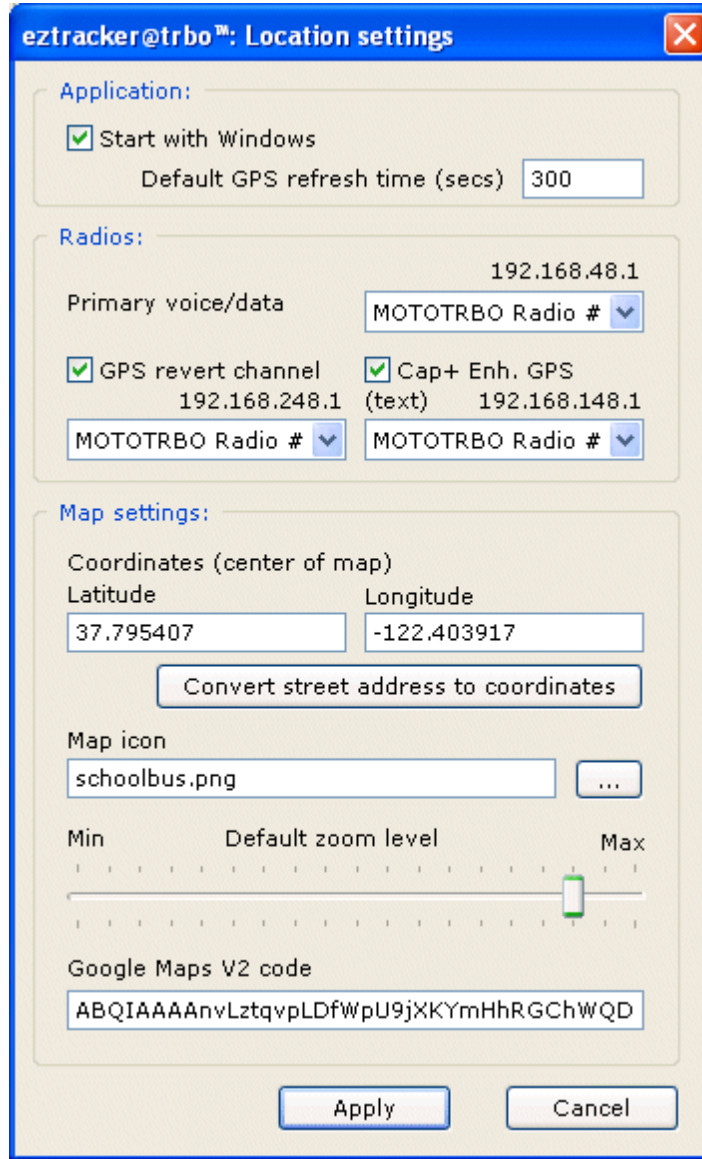 eztracker@trbo™: Location settings
Application:
Start with Windows
Default GPS refresh time (secs) 300
Radios:
192.168.48.1
Primary voice/data MOTOTRBO Radio #
GPS revert channel Cap+ Enh. GPS
192.168.248.1 (text) 192.168.148.1
MOTOTRBO Radio # MOTOTRBO Radio #
Map settings:
Coordinates (center of map)
Latitude Longitude
37.795407 -122.403917
Convert street address to coordinates
Map icon
schoolbus.png ...
Min Default zoom level Max
Google Maps V2 code
ABQIAAAAnvLztqvpLDfWpU9jXKYmHhRGChWQD
Apply Cancel